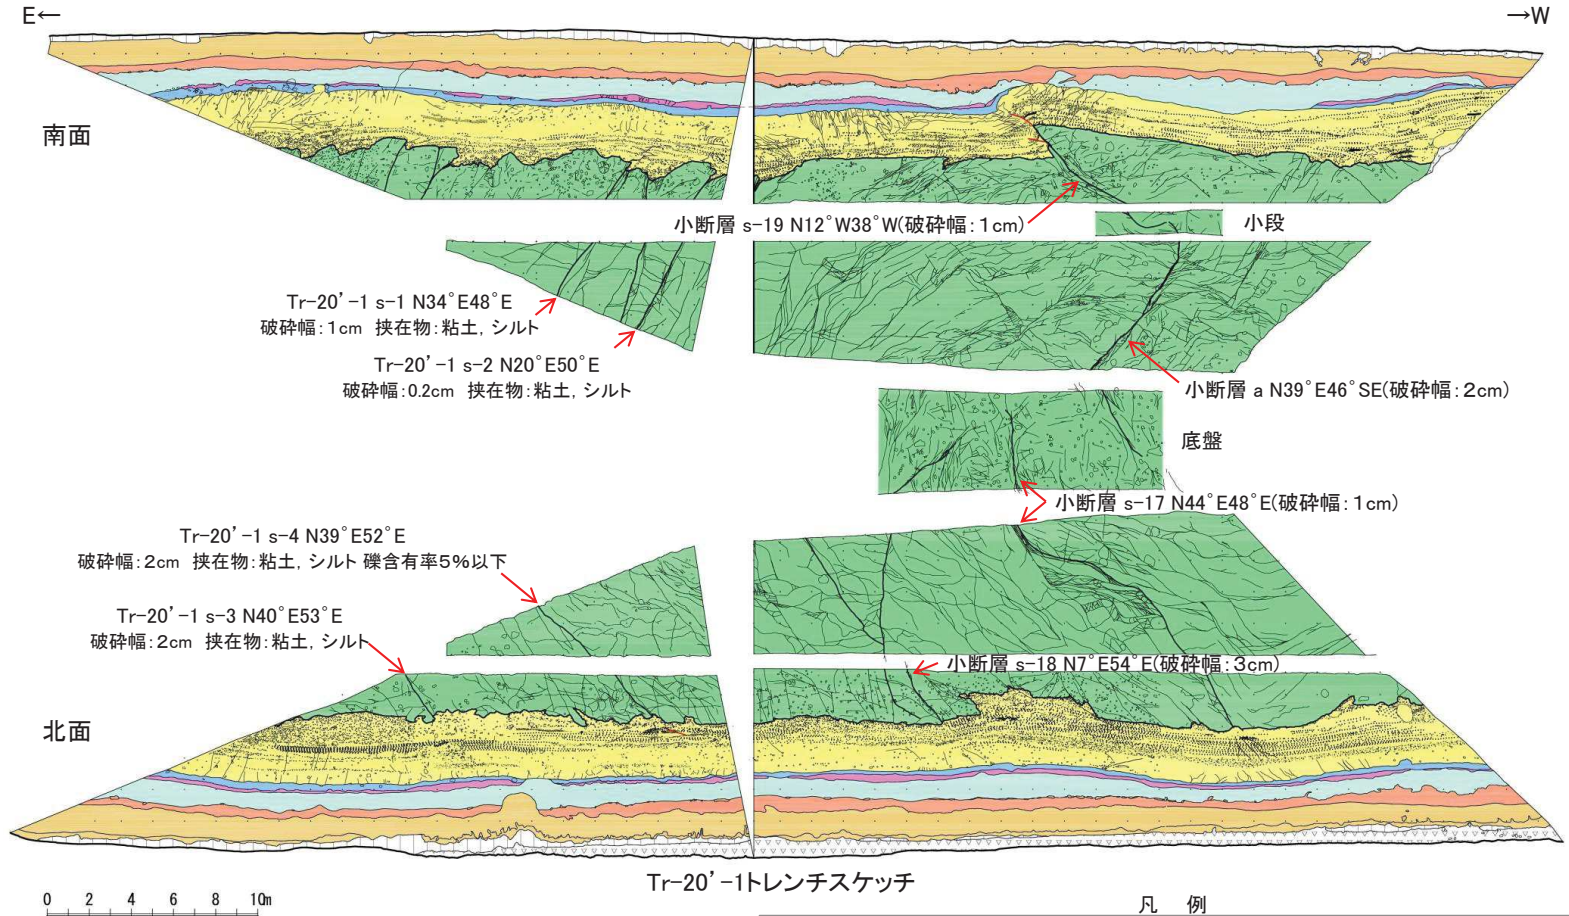 E←
→W
南面
小断層 s-19 N12°W38°W(破砕幅:1cm)
小段
Tr-20’-1 s-1 N34°E48°E
破砕幅:1cm 挟在物:粘土, シルト
Tr-20’-1 s-2 N20°E50°E
破砕幅:0.2cm 挟在物:粘土, シルト
小断層 a N39°E46°SE(破砕幅:2cm)
底盤
小断層 s-17 N44°E48°E(破砕幅:1cm)
Tr-20’-1 s-4 N39°E52°E
破砕幅:2cm 挟在物:粘土, シルト 礫含有率5%以下
Tr-20’-1 s-3 N40°E53°E
破砕幅:2cm 挟在物:粘土, シルト
小断層 s-18 N7°E54°E(破砕幅:3cm)
北面
Tr-20’-1トレンチスケッチ
0 2 4 6 8 10m
凡 例